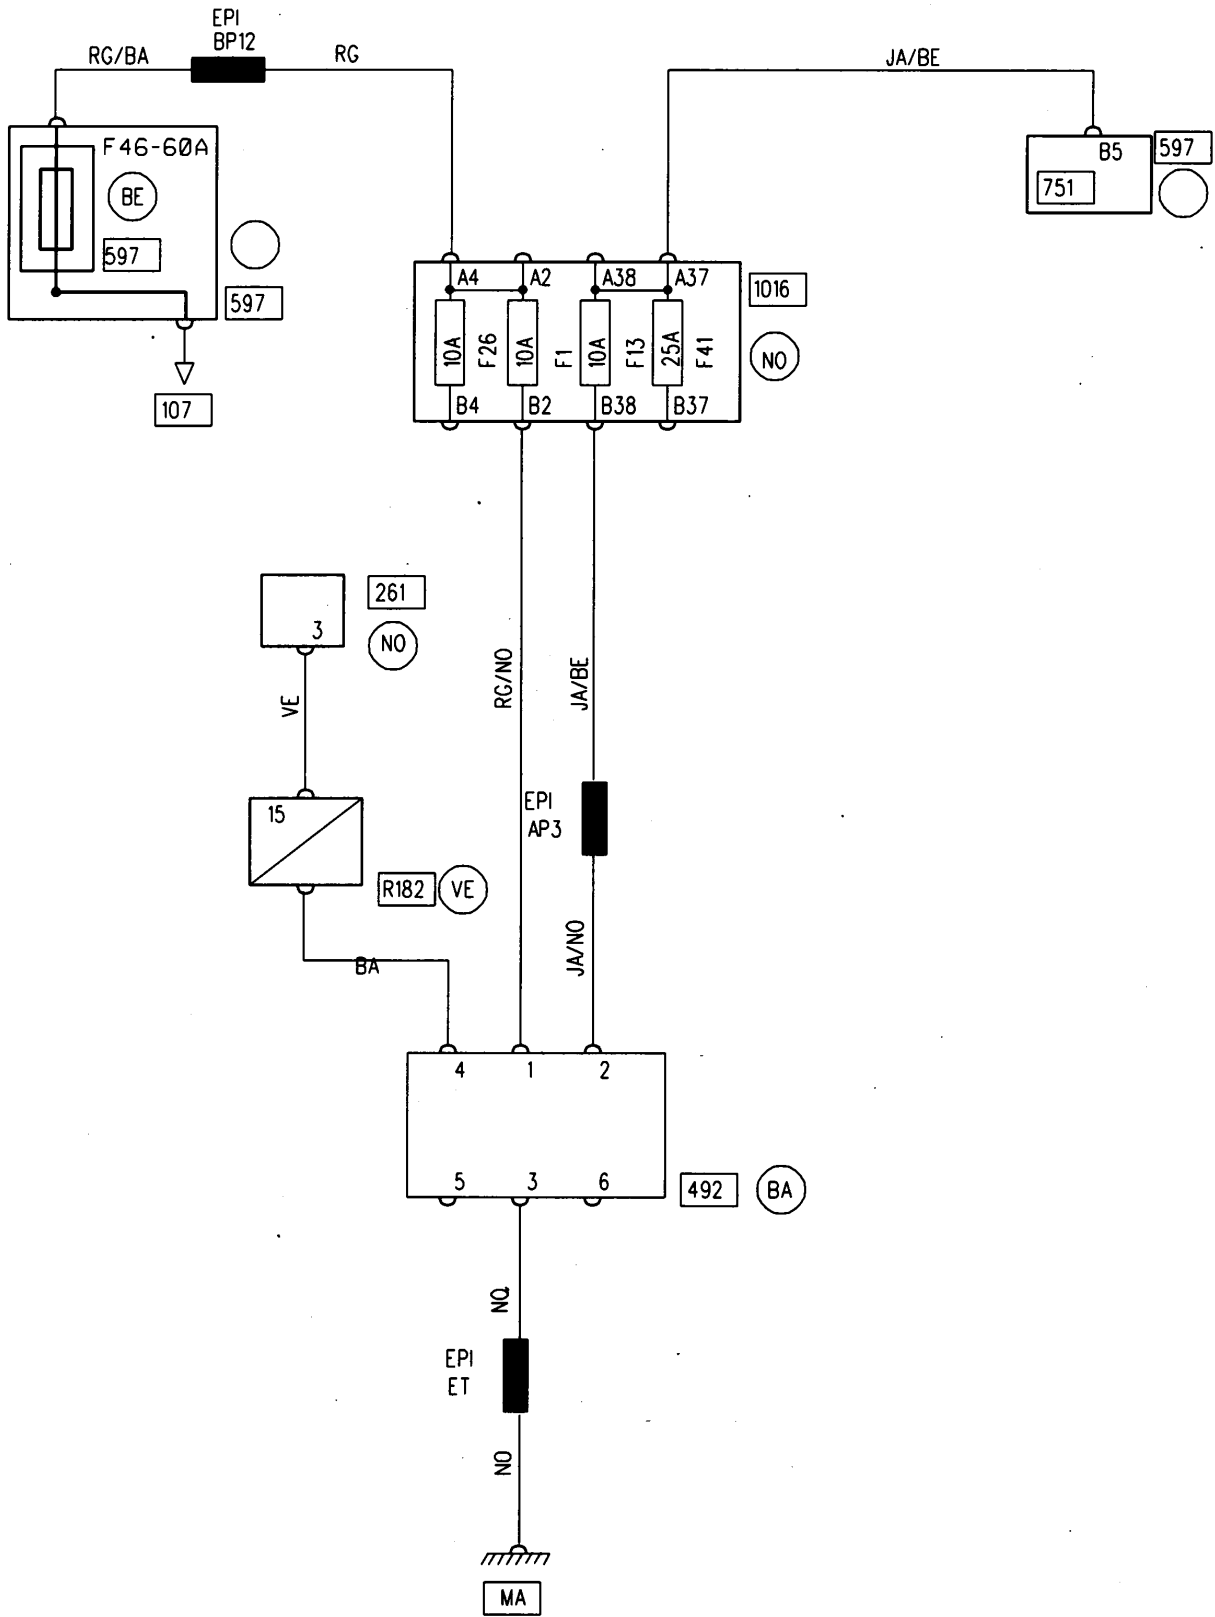 EPI
BP12
RG/BA
RG
JA/BE
F46-60A
BE
597
597
107
B5
597
751
A4
A2
A38
A37
1016
10A
F26
10A
F1
10A
F13
25A
F41
NO
B4
B2
B38
B37
261
3
NO
VE
RG/NO
JA/BE
15
EPI
AP3
R182
VE
BA
JA/NO
4
1
2
5
3
6
492
BA
NO
EPI
ET
NO
MA